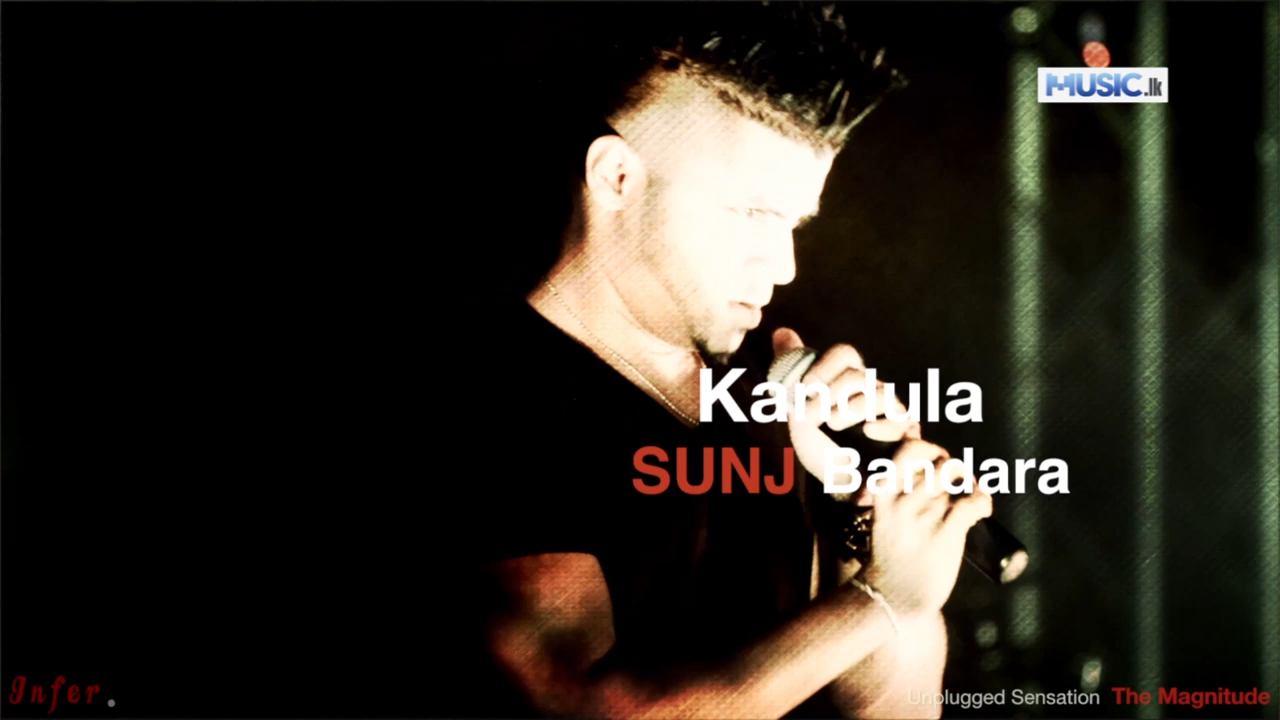 MUSIC.lk
Kandula
SUNJ Bandara
Infer.
Unplugged Sensation The Magnitude